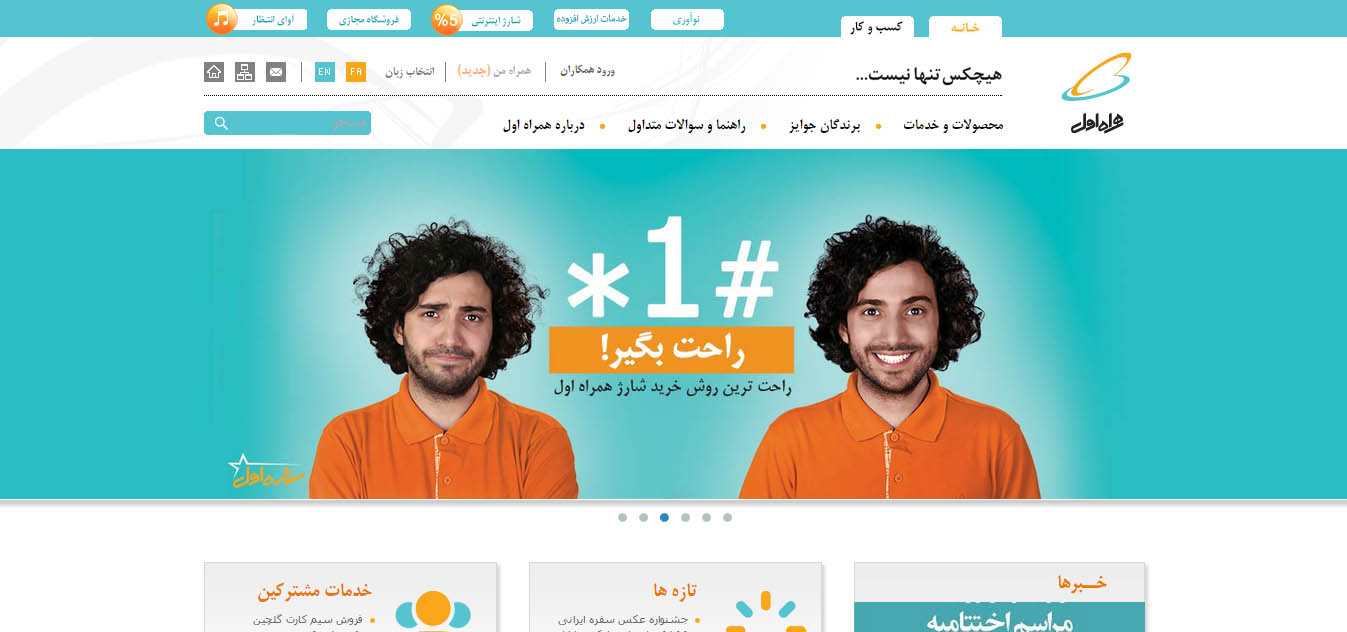 خـانـه
کسب و کار
نوآوری
خدمات ارزش افزوده
شارژ اینترنتی
%5
فروشگاه مجازی
آوای انتظار
هیچکس تنها نیست...
ورود همکاران
همراه من (جدید)
انتخاب زبان
FA
EN
همراه اول
محصولات و خدمات
برندگان جوایز
راهنما و سوالات متداول
درباره همراه اول
جستجو
*1#
راحت بگیر!
راحت ترین روش خرید شارژ همراه اول
ستاره اول
خــبرها
مراسم اختتامیه
تازه ها
جشنواره عکس سفره ایرانی
خدمات مشترکین
فروش سیم کارت گلچین